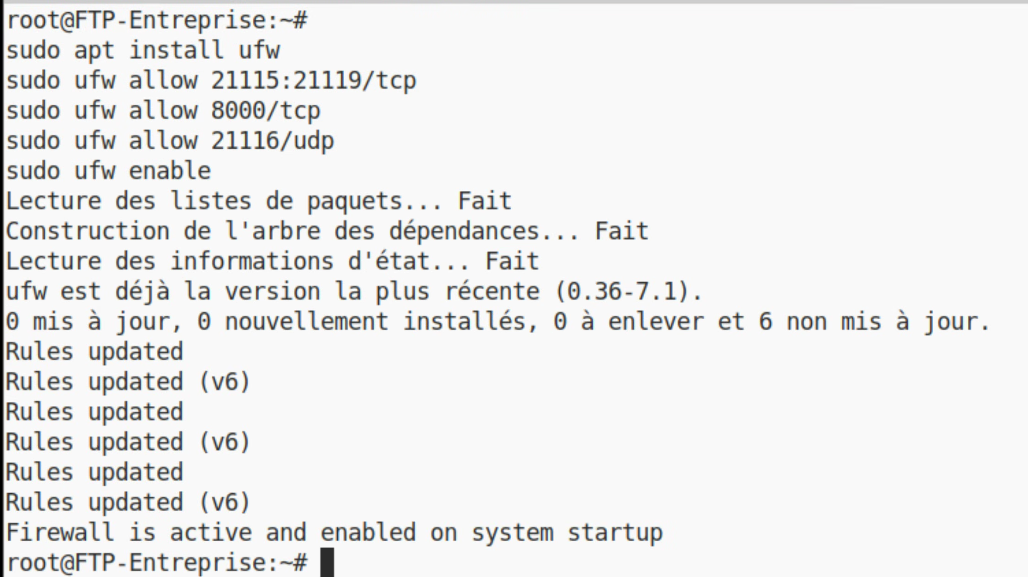 root@FTP-Entreprise:~#
sudo apt install ufw
sudo ufw allow 21115:21119/tcp
sudo ufw allow 8000/tcp
sudo ufw allow 21116/udp
sudo ufw enable
Lecture des listes de paquets... Fait
Construction de l'arbre des dépendances... Fait
Lecture des informations d'état... Fait
ufw est déjà la version la plus récente (0.36-7.1).
0 mis à jour, 0 nouvellement installés, 0 à enlever et 6 non mis à jour.
Rules updated
Rules updated (v6)
Rules updated
Rules updated (v6)
Rules updated
Rules updated (v6)
Firewall is active and enabled on system startup
root@FTP-Entreprise:~#